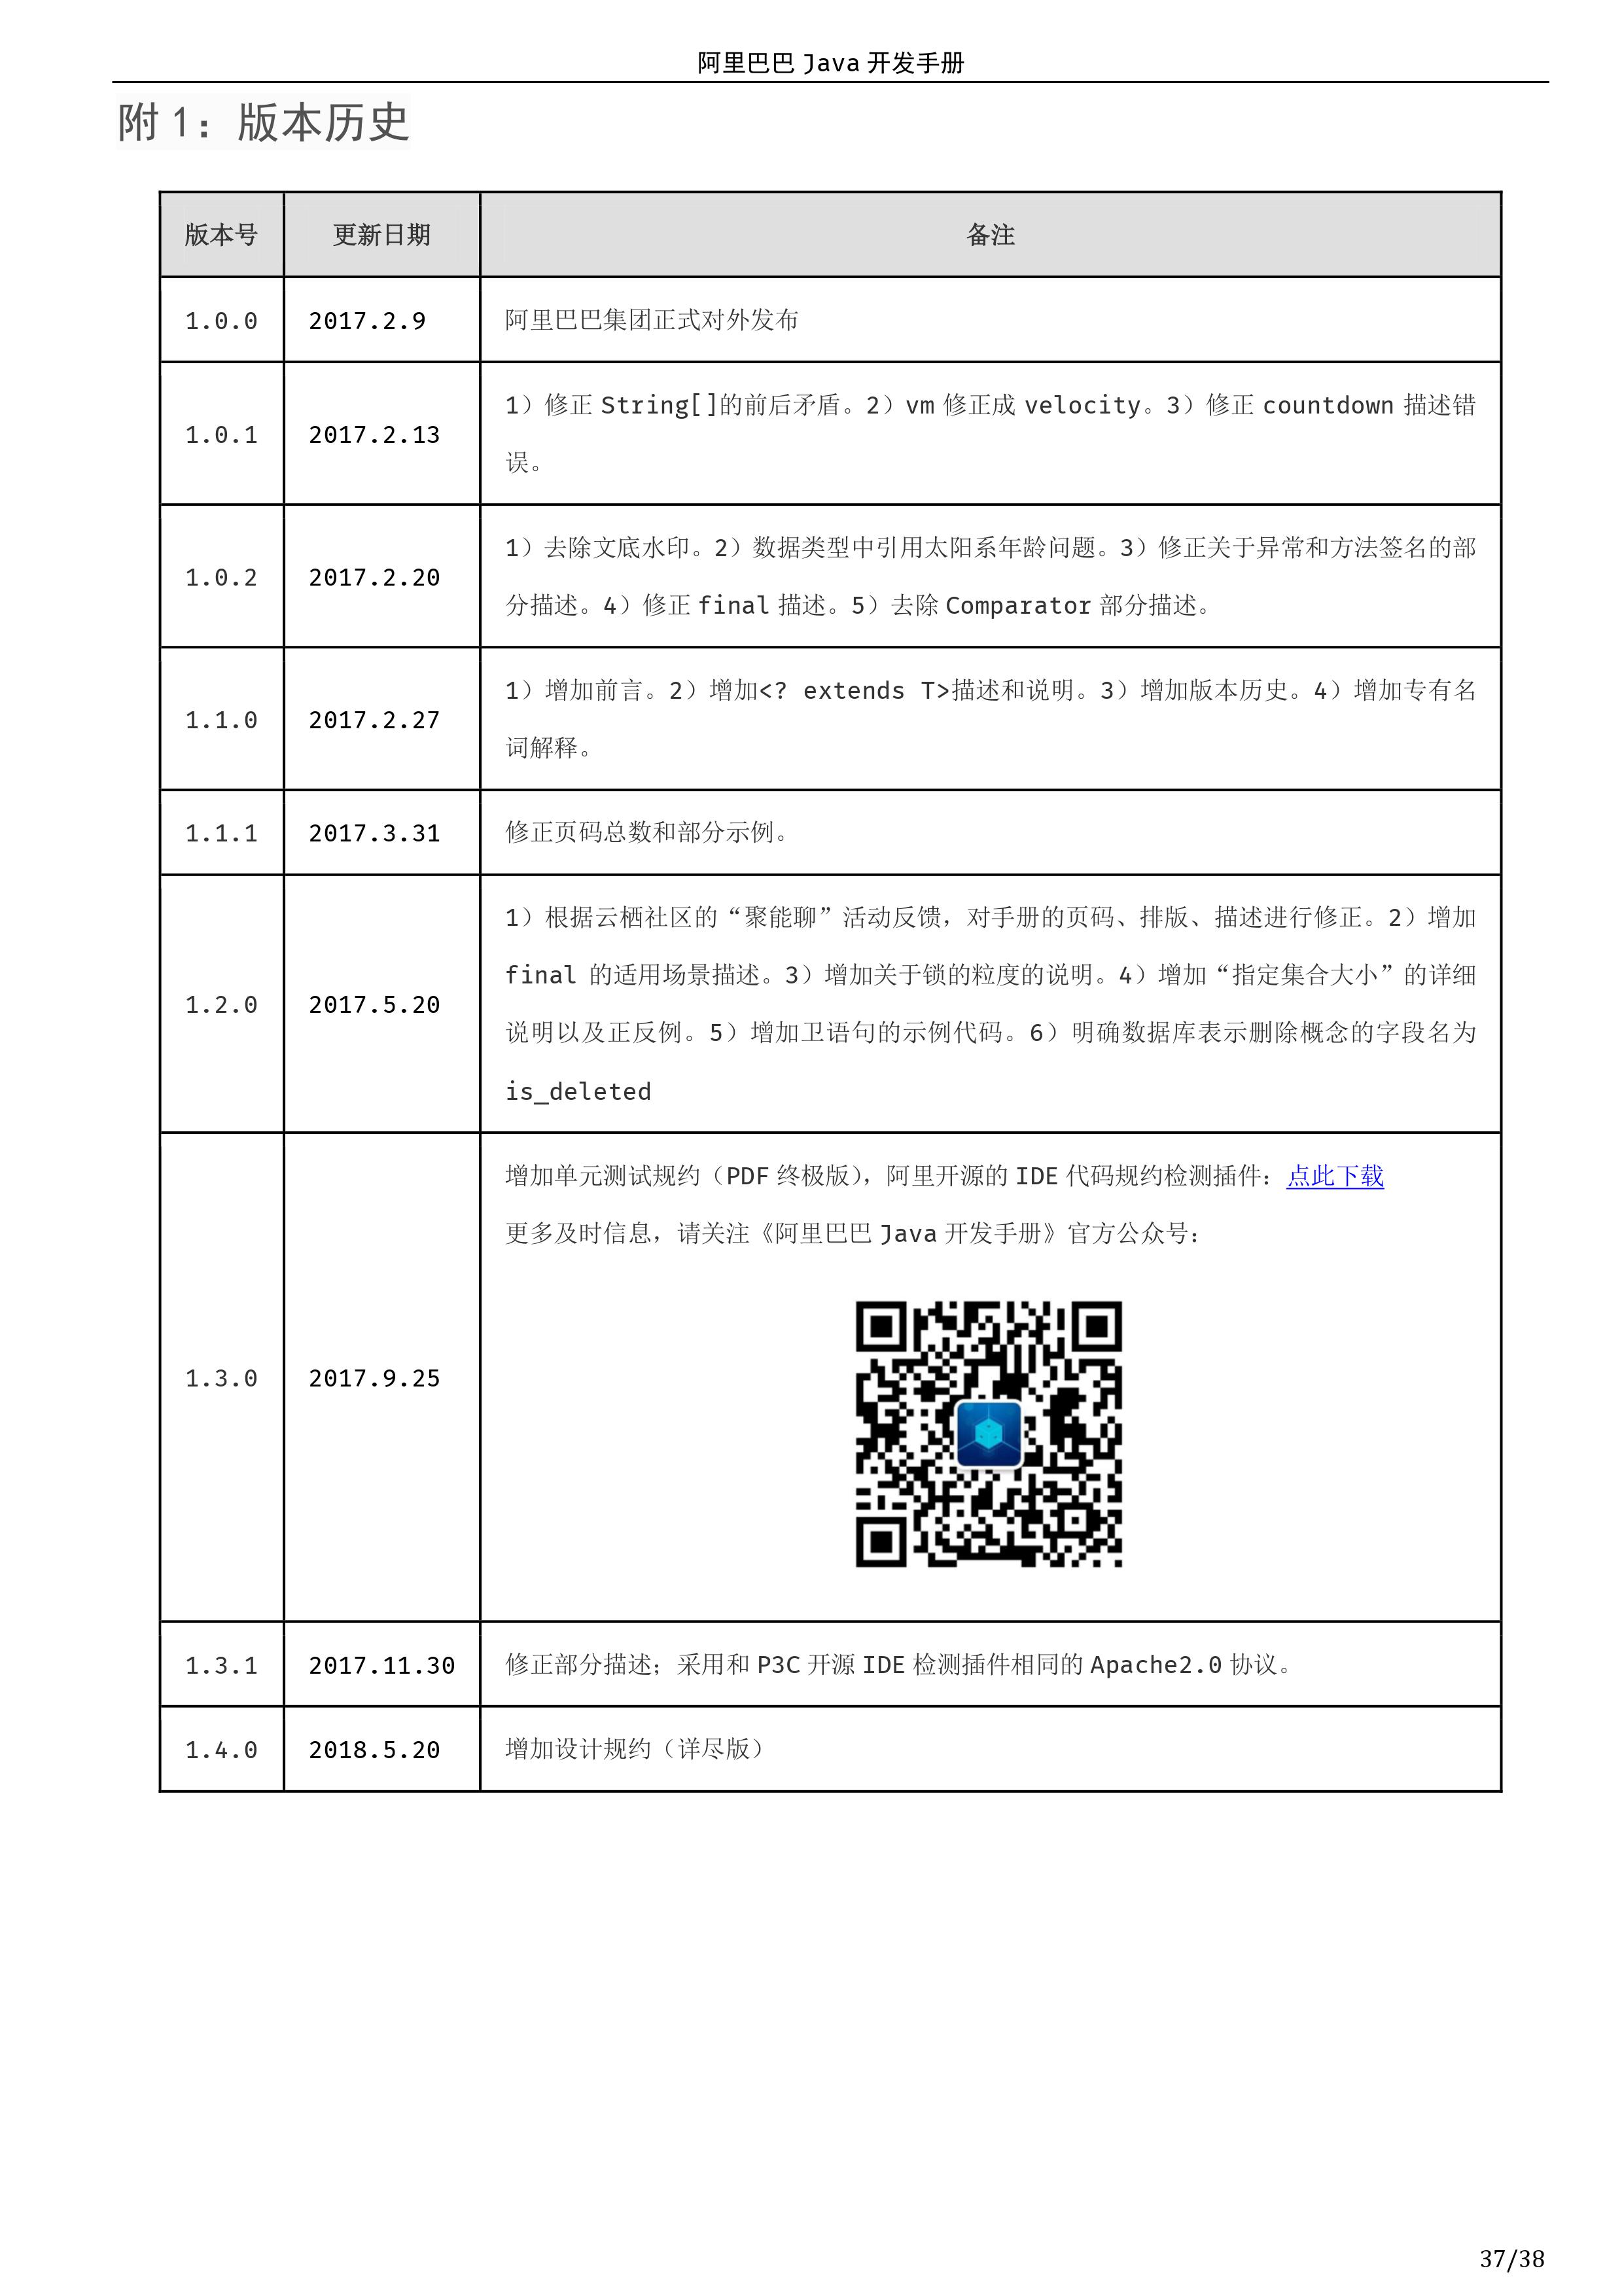 阿里巴巴 Java 开发手册
附 1：版本历史
版本号 更新日期 备注
1.0.0 2017.2.9 阿里巴巴集团正式对外发布
1.0.1 2017.2.13 1）修正 String[]的前后矛盾。2）vm 修正成 velocity。3）修正 countdown 描述错
误。
1.0.2 2017.2.20 1）去除文底水印。2）数据类型中引用太阳系年龄问题。3）修正关于异常和方法签名的部
分描述。4）修正 final 描述。5）去除 Comparator 部分描述。
1.1.0 2017.2.27 1）增加前言。2）增加<? extends T>描述和说明。3）增加版本历史。4）增加专有名
词解释。
1.1.1 2017.3.31 修正页码总数和部分示例。
1.2.0 2017.5.20 1）根据云栖社区的“聚能聊”活动反馈，对手册的页码、排版、描述进行修正。2）增加
final 的适用场景描述。3）增加关于锁的粒度的说明。4）增加“指定集合大小”的详细
说明以及正反例。5）增加卫语句的示例代码。6）明确数据库表示删除概念的字段名为
is_deleted
1.3.0 2017.9.25 增加单元测试规约（PDF 终极版），阿里开源的 IDE 代码规约检测插件：点此下载
更多及时信息，请关注《阿里巴巴 Java 开发手册》官方公众号：
1.3.1 2017.11.30 修正部分描述；采用和 P3C 开源 IDE 检测插件相同的 Apache2.0 协议。
1.4.0 2018.5.20 增加设计规约（详尽版）
37/38